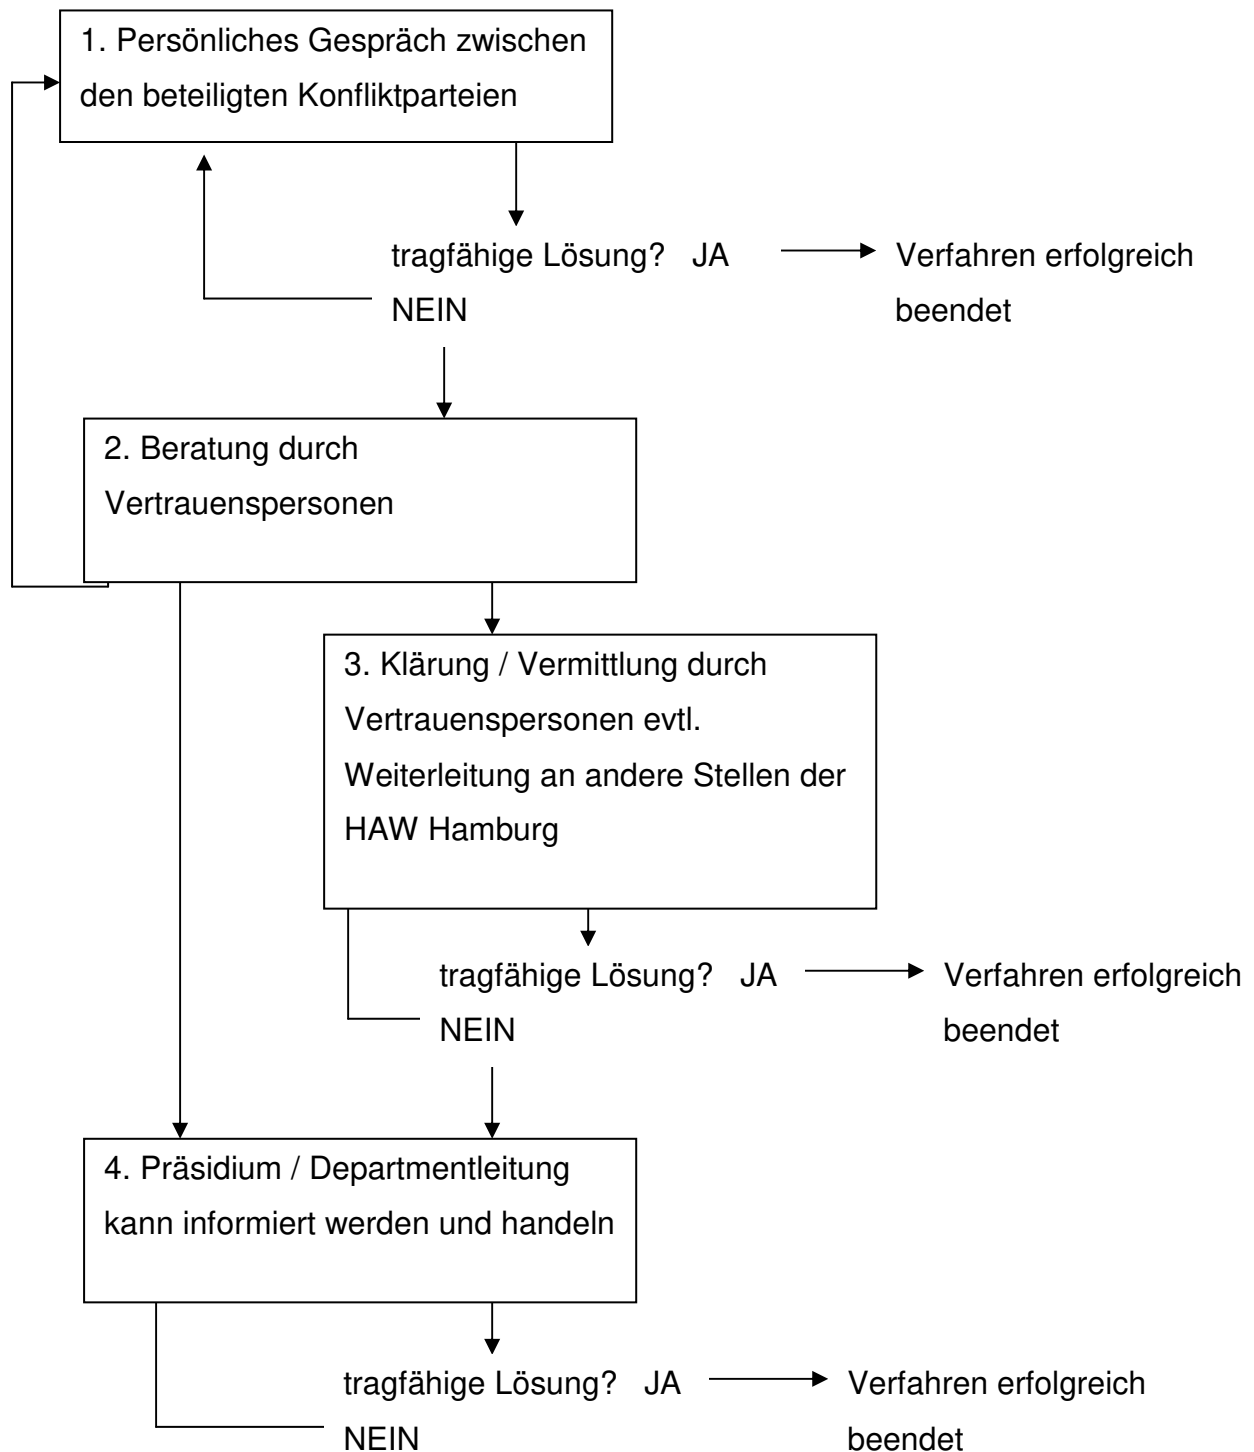 1. Persönliches Gespräch zwischen
den beteiligten Konfliktparteien
tragfähige Lösung? JA
Verfahren erfolgreich
NEIN
beendet
2. Beratung durch
Vertrauenspersonen
3. Klärung / Vermittlung durch
Vertrauenspersonen evtl.
Weiterleitung an andere Stellen der
HAW Hamburg
tragfähige Lösung? JA
Verfahren erfolgreich
NEIN
beendet
4. Präsidium / Departmentleitung
kann informiert werden und handeln
tragfähige Lösung? JA
Verfahren erfolgreich
NEIN
beendet